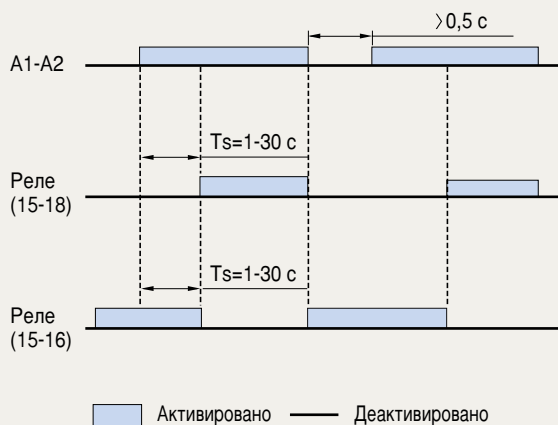 >0,5 с
A1-A2
Ts=1-30 с
Реле
(15-18)
Ts=1-30 с
Реле
(15-16)
Активировано
Деактивировано